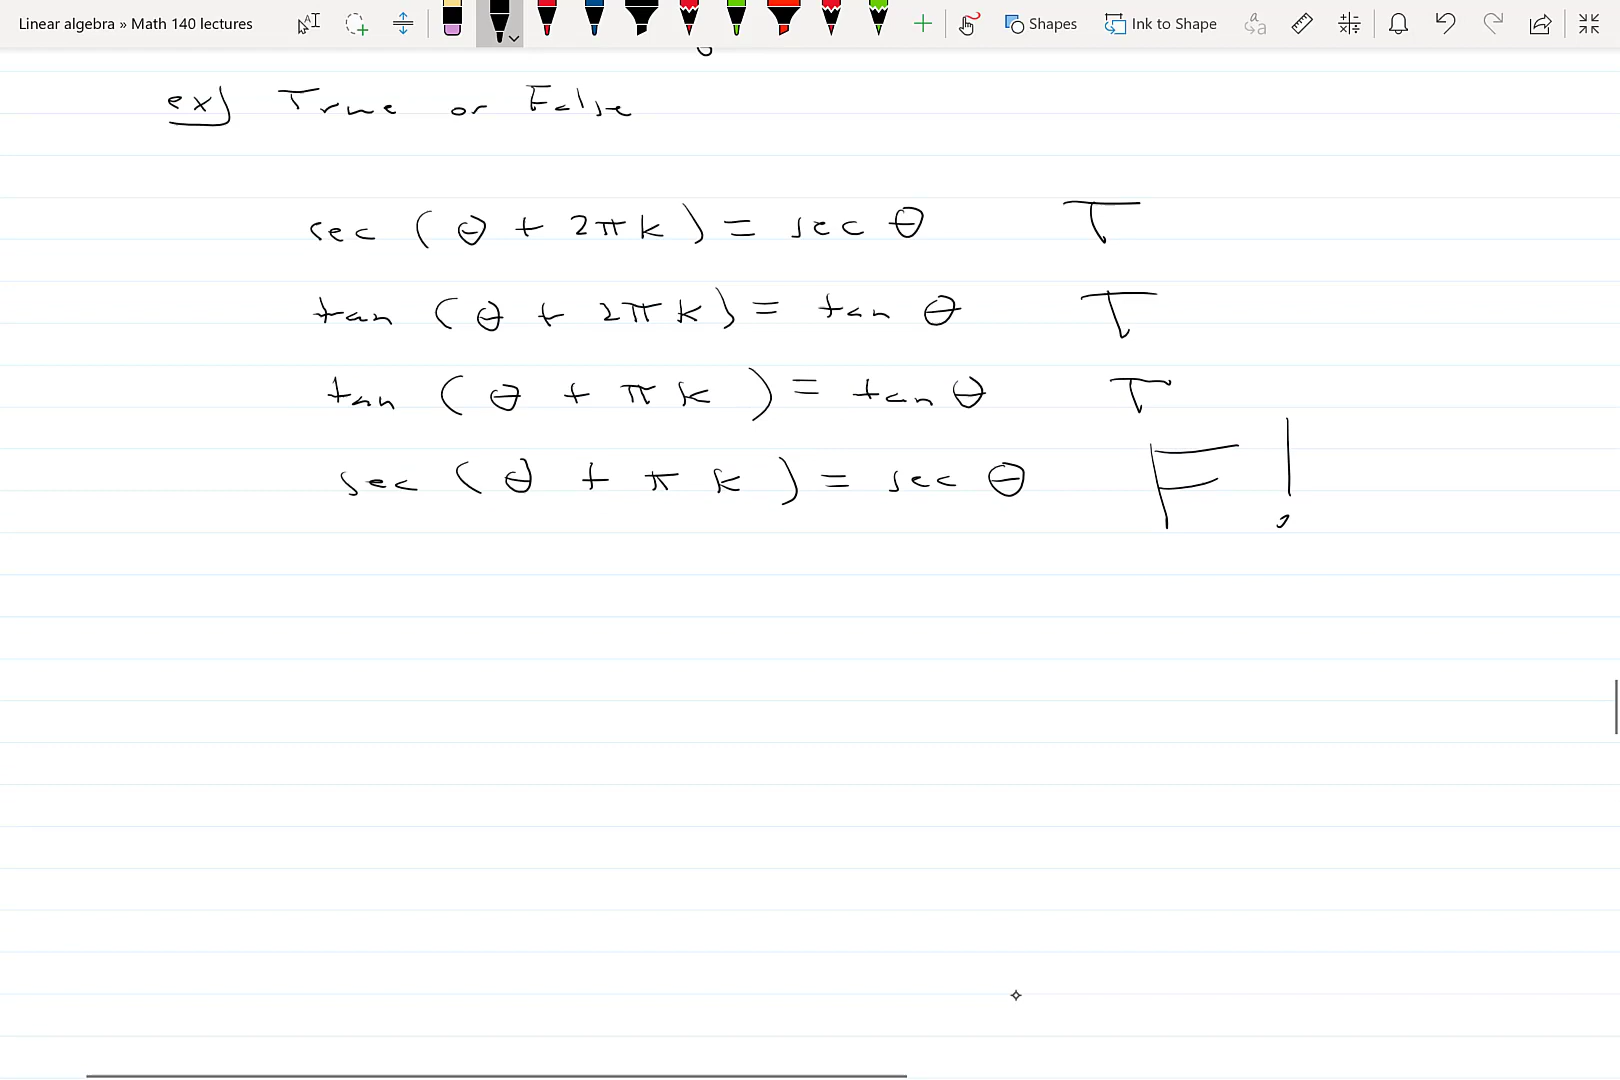 Linear algebra » Math 140 lectures Shapes Ink to Shape
ex) True or False
sec (θ + 2πk) = sec θ T
tan (θ + 2πk) = tan θ T
tan (θ + πk) = tan θ T
sec (θ + πk) = sec θ F!